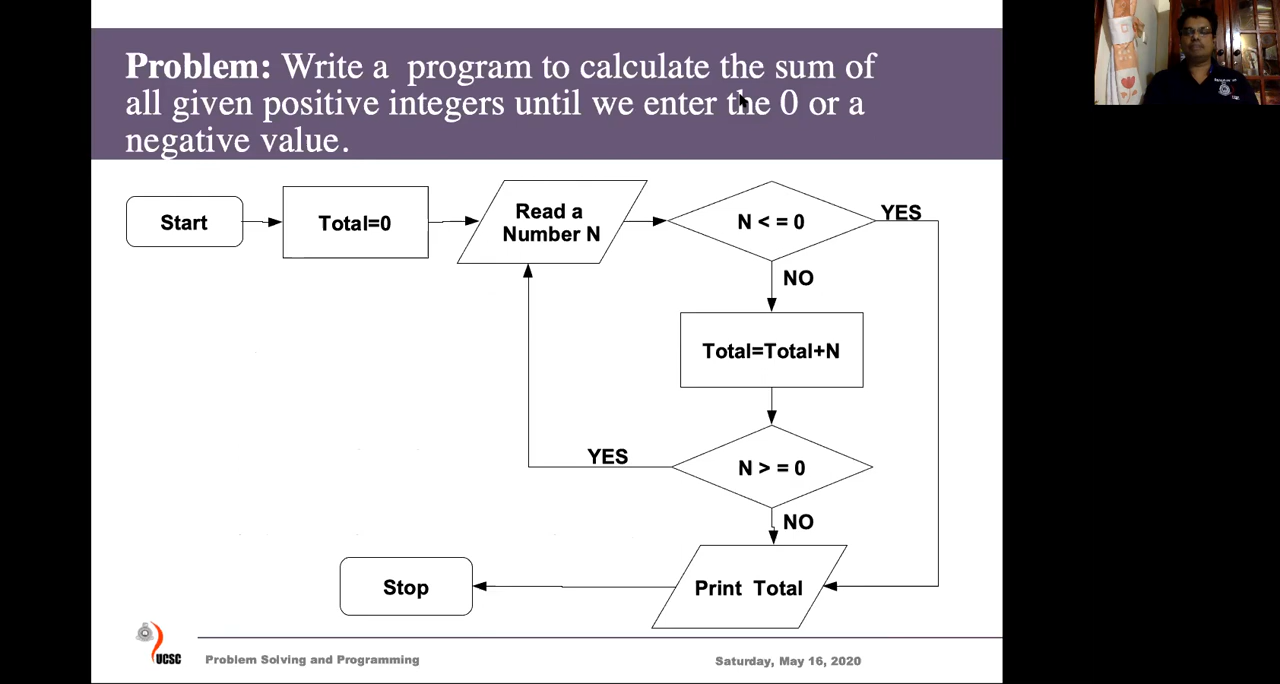 Problem: Write a program to calculate the sum of
all given positive integers until we enter the 0 or a
negative value.
Start
Total=0
Read a
Number N
N < = 0
YES
NO
Total=Total+N
YES
N > = 0
NO
Stop
Print Total
UCSC
Problem Solving and Programming
Saturday, May 16, 2020